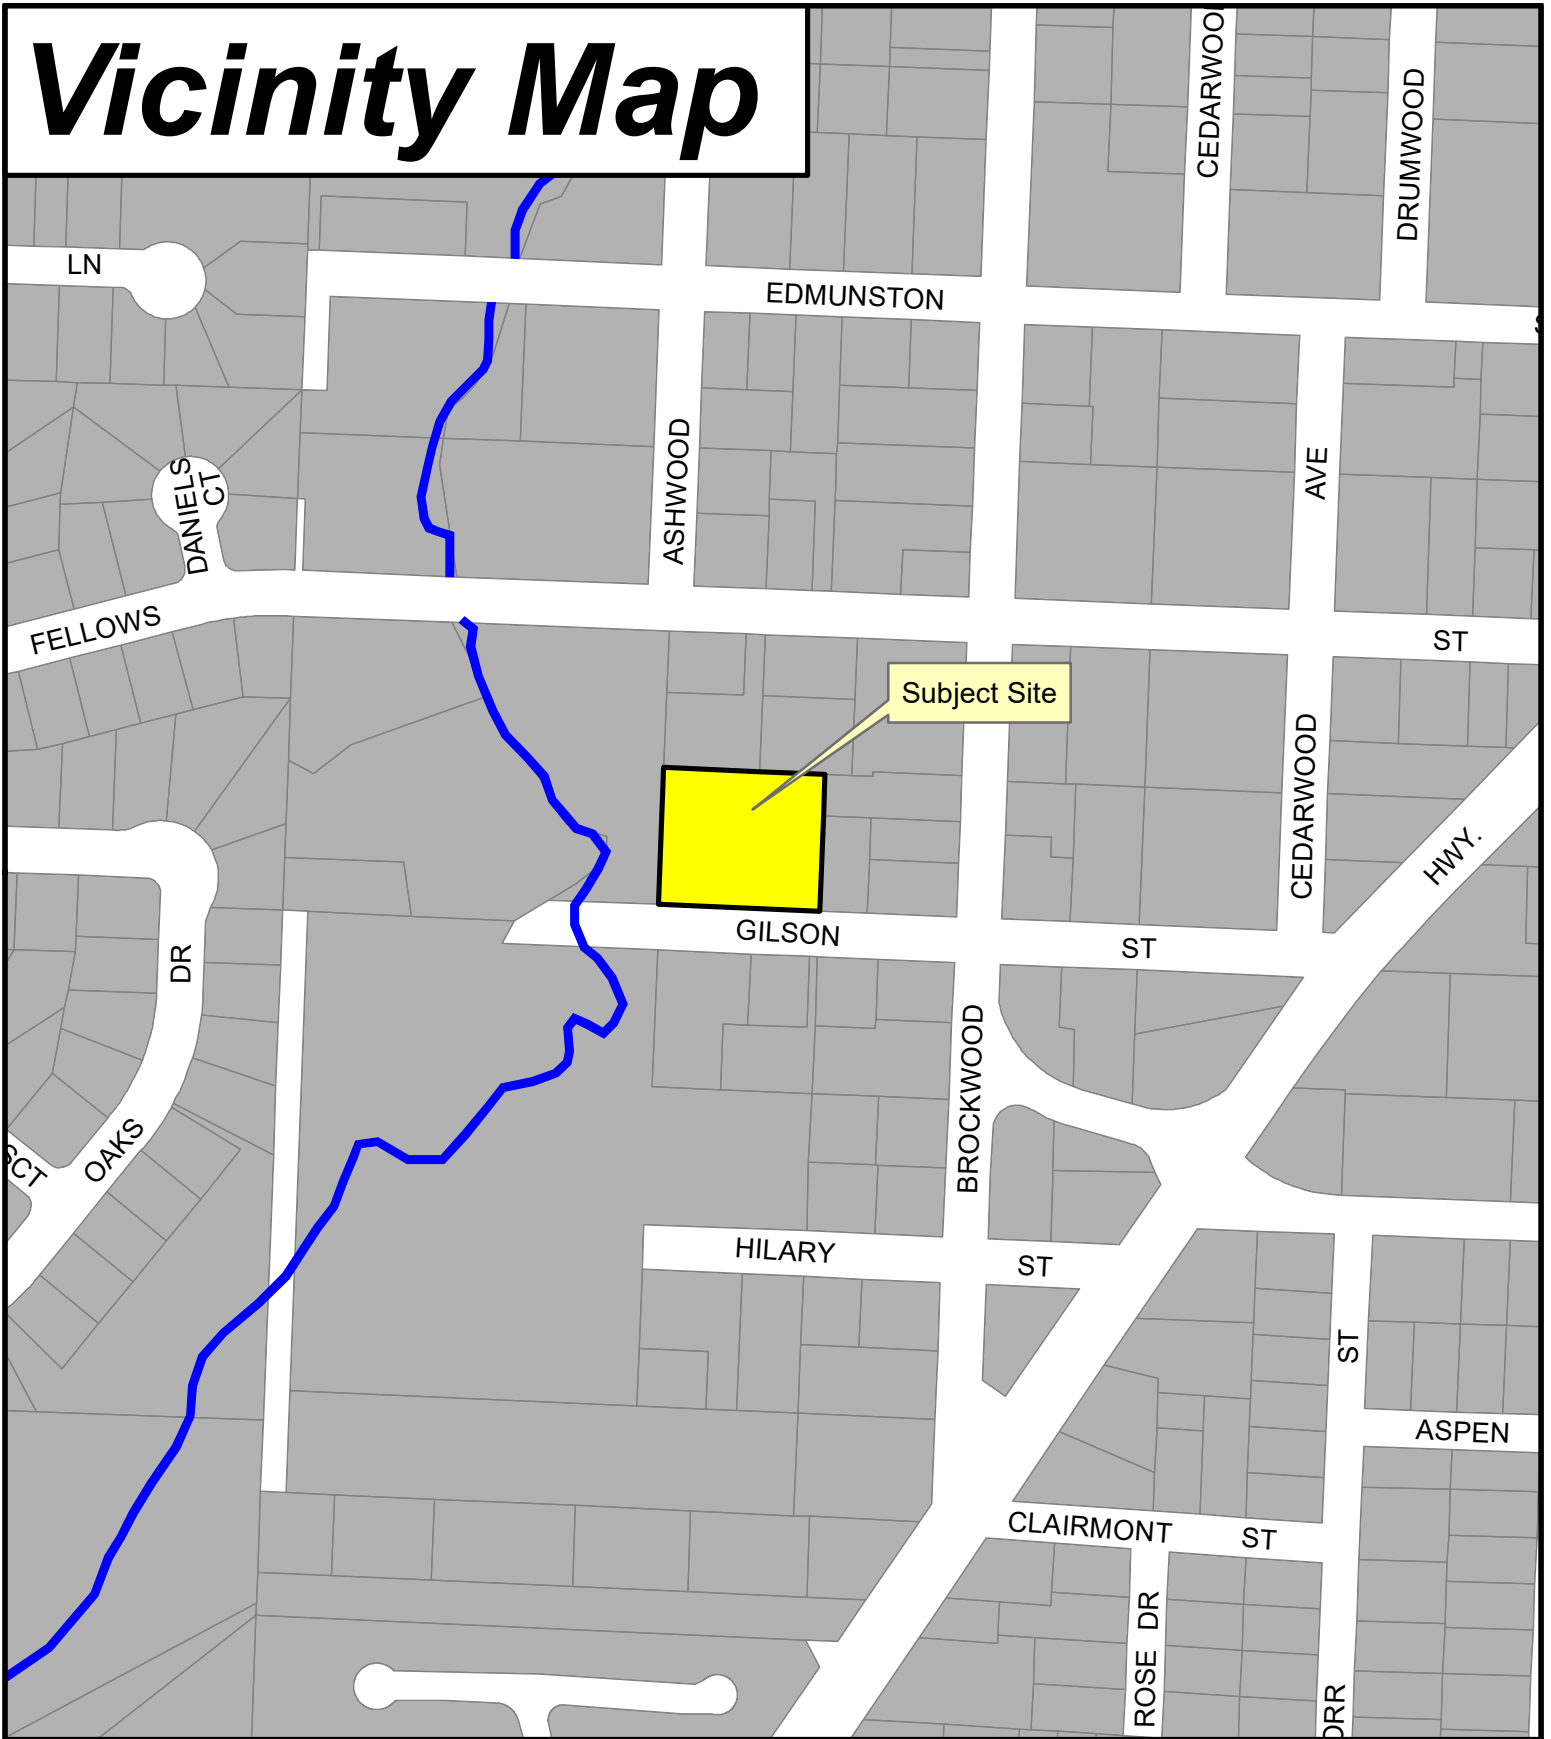 Vicinity Map
CEDARWOOD
DRUMWOOD
LN
EDMUNSTON
ASHWOOD
AVE
DANIELS
CT
FELLOWS
ST
Subject Site
CEDARWOOD
HWY.
GILSON
ST
DR
BROCKWOOD
OAKS
HILARY
ST
ST
ASPEN
CLAIRMONT
ST
ROSE DR